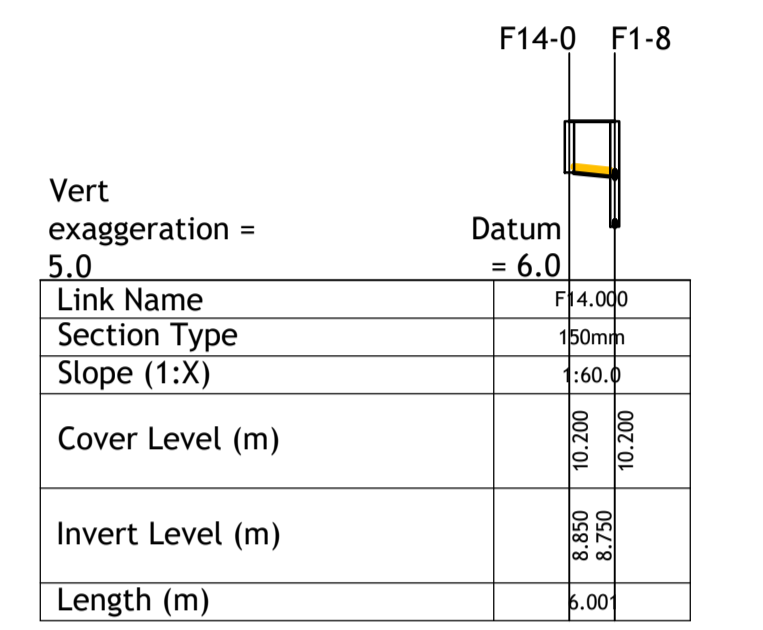 F14-0 F1-8
Vert
exaggeration =
5.0
Datum
= 6.0
Link Name F14.000
Section Type 150mm
Slope (1:X) 1:60.0
Cover Level (m) 10.200 10.200
Invert Level (m) 8.850 8.750
Length (m) 6.001